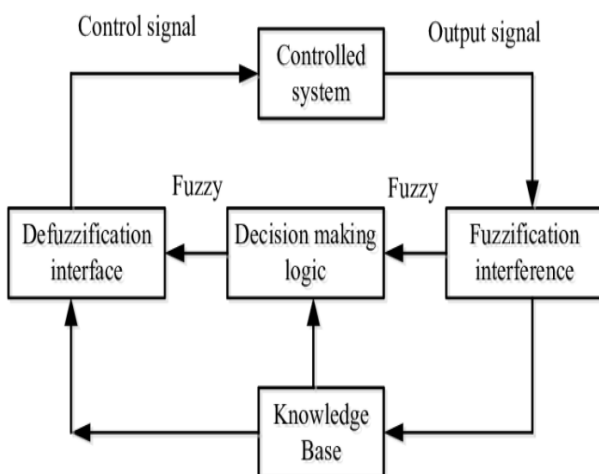 Control signal
Output signal
Controlled
system
Fuzzy
Fuzzy
Defuzzification
interface
Decision making
logic
Fuzzification
interference
Knowledge
Base